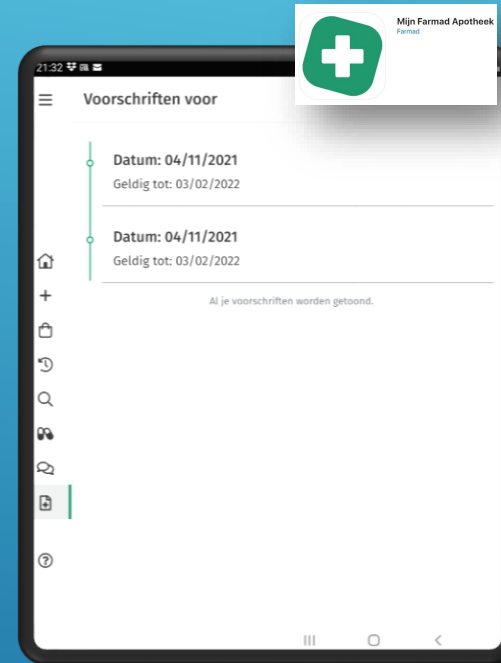 Mijn Farmad Apotheek
Farmad
21:32
Voorschriften voor
Datum: 04/11/2021
Geldig tot: 03/02/2022
Datum: 04/11/2021
Geldig tot: 03/02/2022
Al je voorschriften worden getoond.